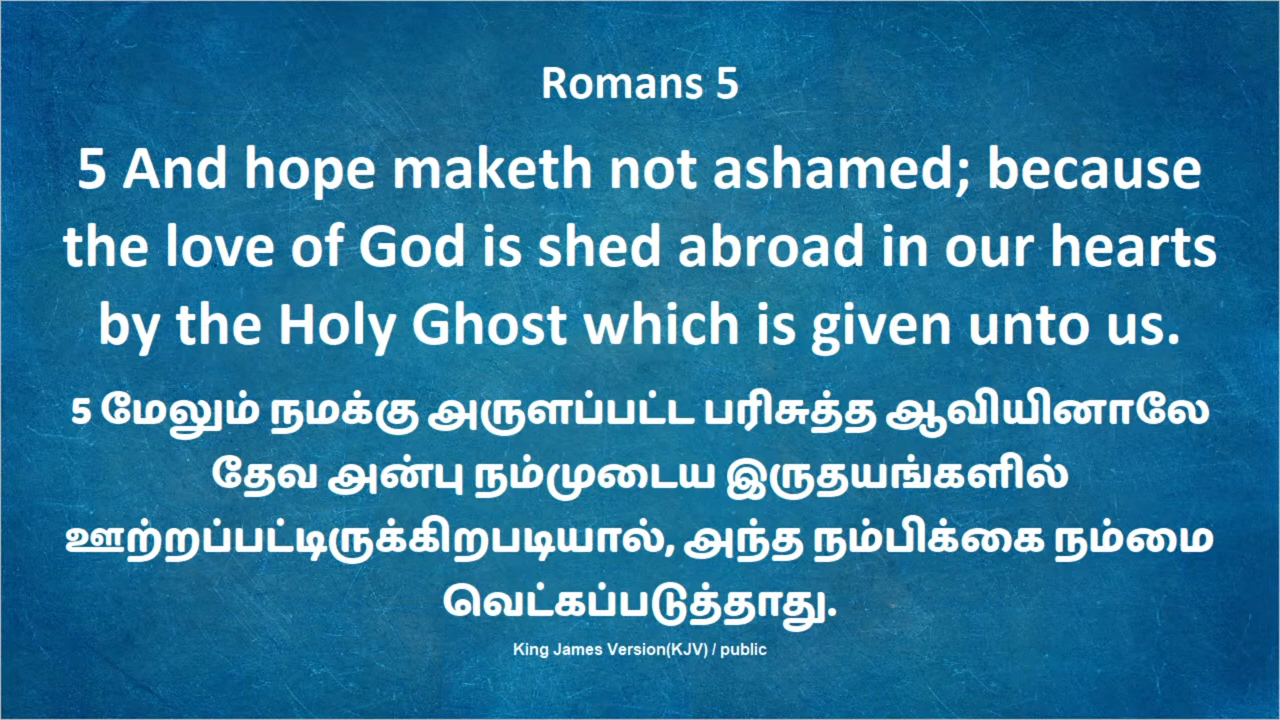 Romans 5
5 And hope maketh not ashamed; because
the love of God is shed abroad in our hearts
by the Holy Ghost which is given unto us.
5 மேலும் நமக்கு அருளப்பட்ட பரிசுத்த ஆவியினாலே
தேவ அன்பு நம்முடைய இருதயங்களில்
ஊற்றப்பட்டிருக்கிறபடியால், அந்த நம்பிக்கை நம்மை
வெட்கப்படுத்தாது.
King James Version(KJV) / public